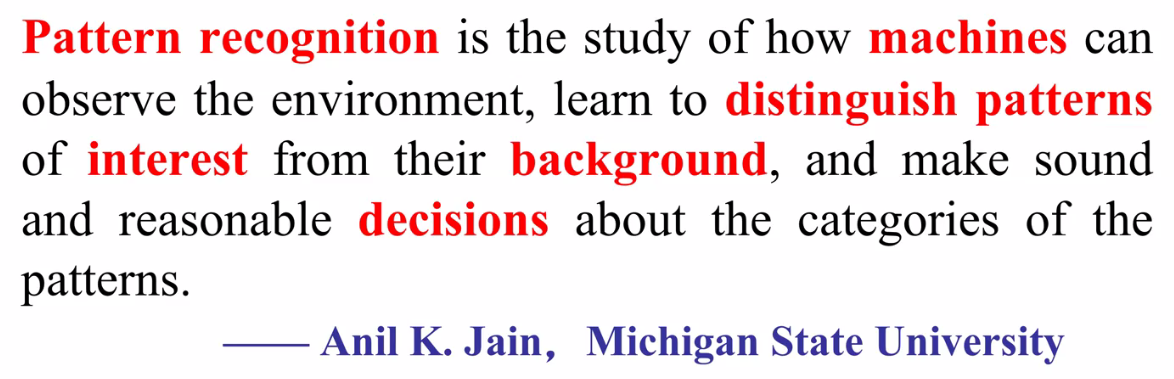 Pattern recognition is the study of how machines can
observe the environment, learn to distinguish patterns
of interest from their background, and make sound
and reasonable decisions about the categories of the
patterns.
—— Anil K. Jain，Michigan State University